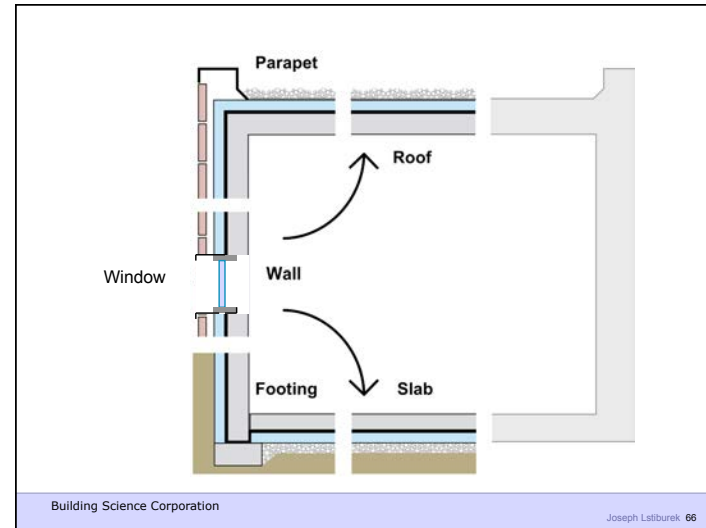 Parapet
Roof
Window
Wall
Footing
Slab
Building Science Corporation
Joseph Lstiburek 66